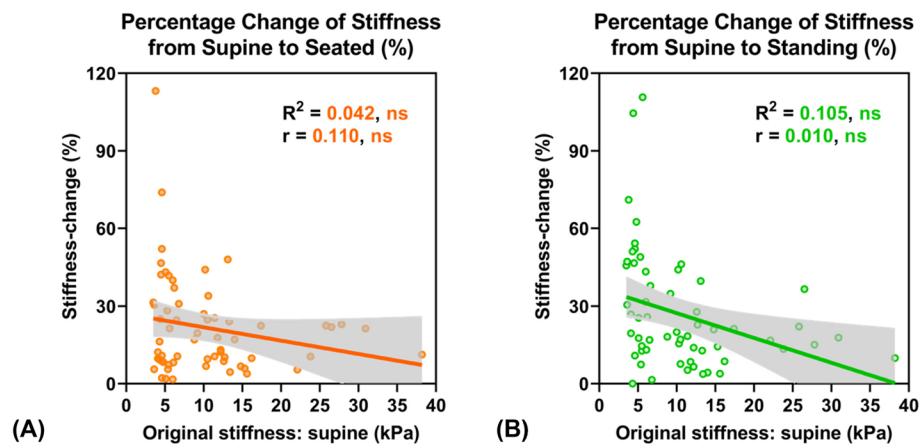 Percentage Change of Stiffness
from Supine to Seated (%)
R² = 0.042, ns
r = 0.110, ns
Stiffness-change (%)
120
90
60
30
0
0 5 10 15 20 25 30 35 40
Original stiffness: supine (kPa)
(A)
Percentage Change of Stiffness
from Supine to Standing (%)
R² = 0.105, ns
r = 0.010, ns
Stiffness-change (%)
120
90
60
30
0
0 5 10 15 20 25 30 35 40
Original stiffness: supine (kPa)
(B)